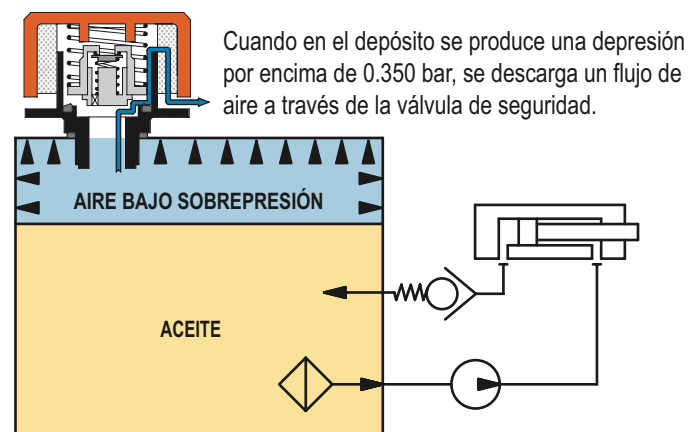 Cuando en el depósito se produce una depresión
por encima de 0.350 bar, se descarga un flujo de
aire a través de la válvula de seguridad.
AIRE BAJO SOBREPRESIÓN
ACEITE